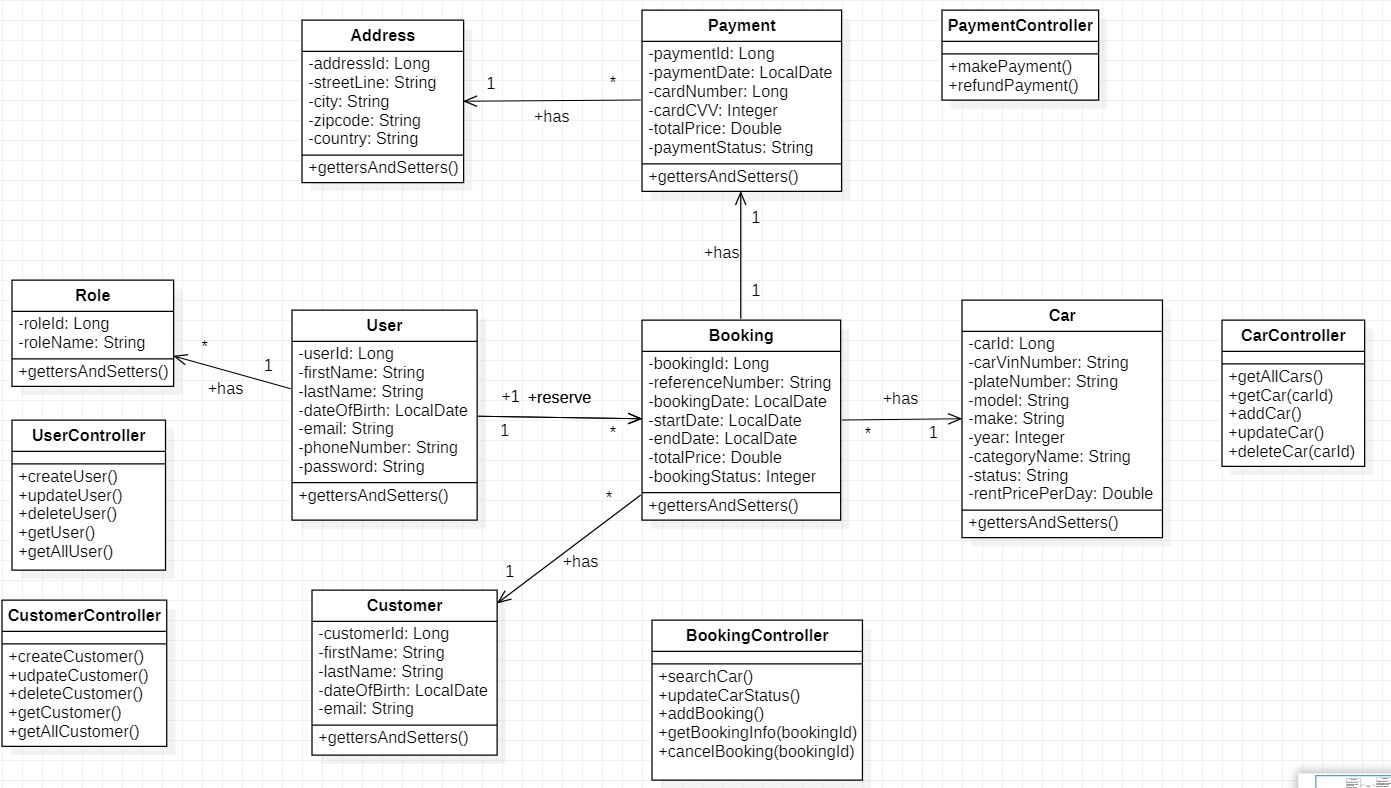 Address
-addressId: Long
-streetLine: String
-city: String
-zipcode: String
-country: String
+gettersAndSetters()
1
*
+has
Payment
-paymentId: Long
-paymentDate: LocalDate
-cardNumber: Long
-cardCVV: Integer
-totalPrice: Double
-paymentStatus: String
+gettersAndSetters()
PaymentController
+makePayment()
+refundPayment()
1
+has
1
Role
-roleId: Long
-roleName: String
+gettersAndSetters()
*
1
+has
User
-userId: Long
-firstName: String
-lastName: String
-dateOfBirth: LocalDate
-email: String
-phoneNumber: String
-password: String
+gettersAndSetters()
+1 +reserve
1
*
Booking
-bookingId: Long
-referenceNumber: String
-bookingDate: LocalDate
-startDate: LocalDate
-endDate: LocalDate
-totalPrice: Double
-bookingStatus: Integer
+gettersAndSetters()
+has
*
1
Car
-carId: Long
-carVinNumber: String
-plateNumber: String
-model: String
-make: String
-year: Integer
-categoryName: String
-status: String
-rentPricePerDay: Double
+gettersAndSetters()
CarController
+getAllCars()
+getCar(carId)
+addCar()
+updateCar()
+deleteCar(carId)
UserController
+createUser()
+updateUser()
+deleteUser()
+getUser()
+getAllUser()
*
+has
1
CustomerController
+createCustomer()
+udpateCustomer()
+deleteCustomer()
+getCustomer()
+getAllCustomer()
Customer
-customerId: Long
-firstName: String
-lastName: String
-dateOfBirth: LocalDate
-email: String
+gettersAndSetters()
BookingController
+searchCar()
+updateCarStatus()
+addBooking()
+getBookingInfo(bookingId)
+cancelBooking(bookingId)